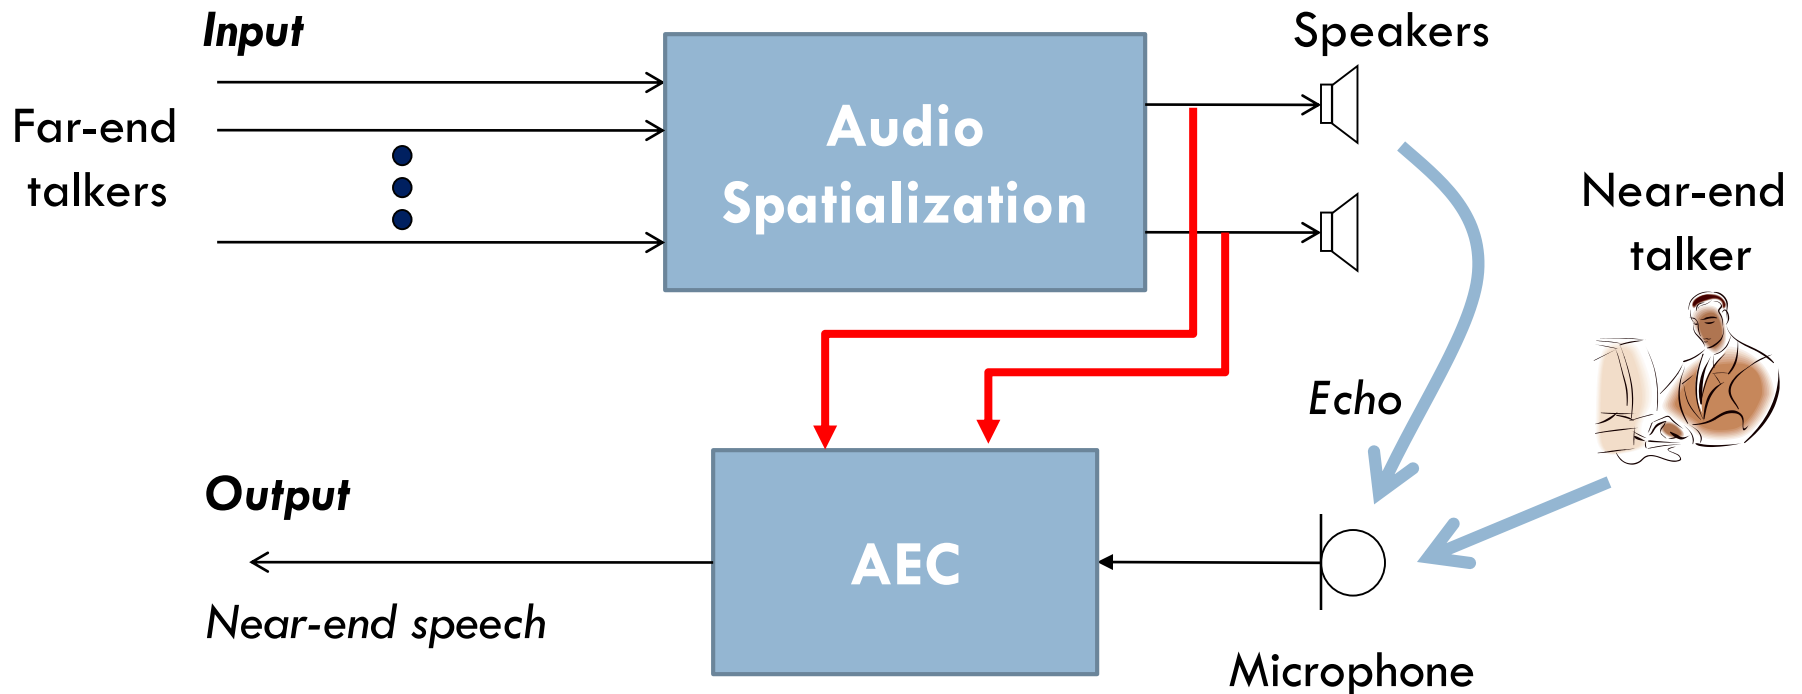 Input
Speakers
Far-end
talkers
Audio
Spatialization
Near-end
talker
Echo
Output
AEC
Near-end speech
Microphone